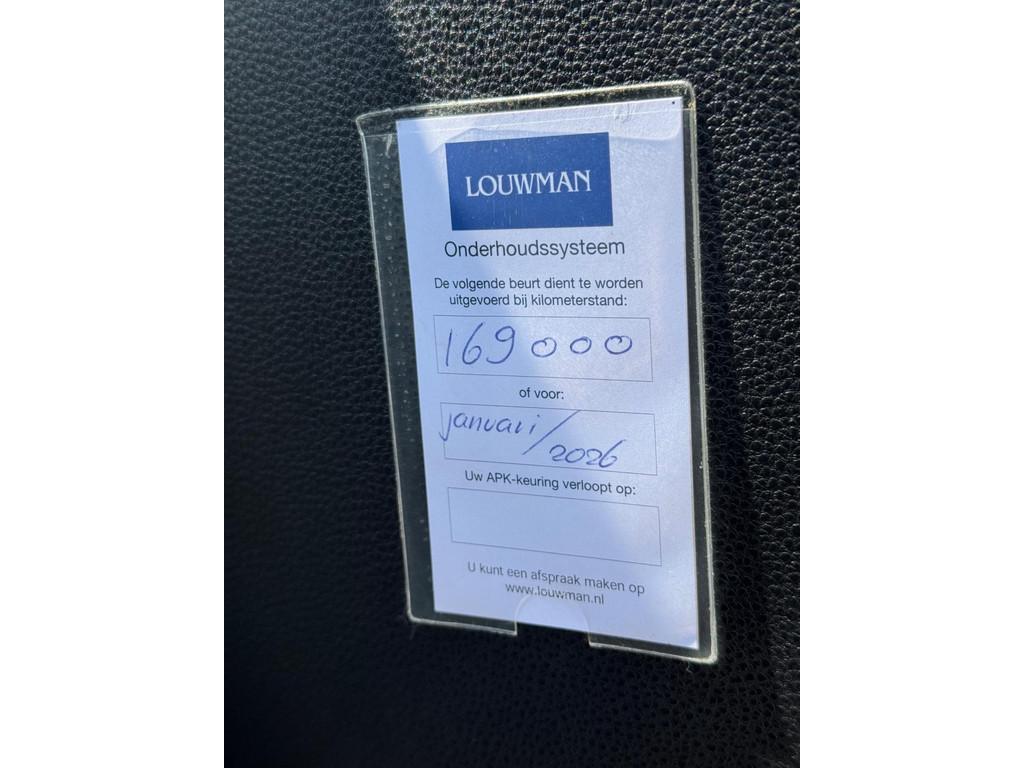 LOUWMAN
Onderhoudssysteem
De volgende beurt dient te worden
uitgevoerd bij kilometerstand:
169000
of voor:
januari/
2026
Uw APK-keuring verloopt op:
U kunt een afspraak maken op
www.louwman.nl